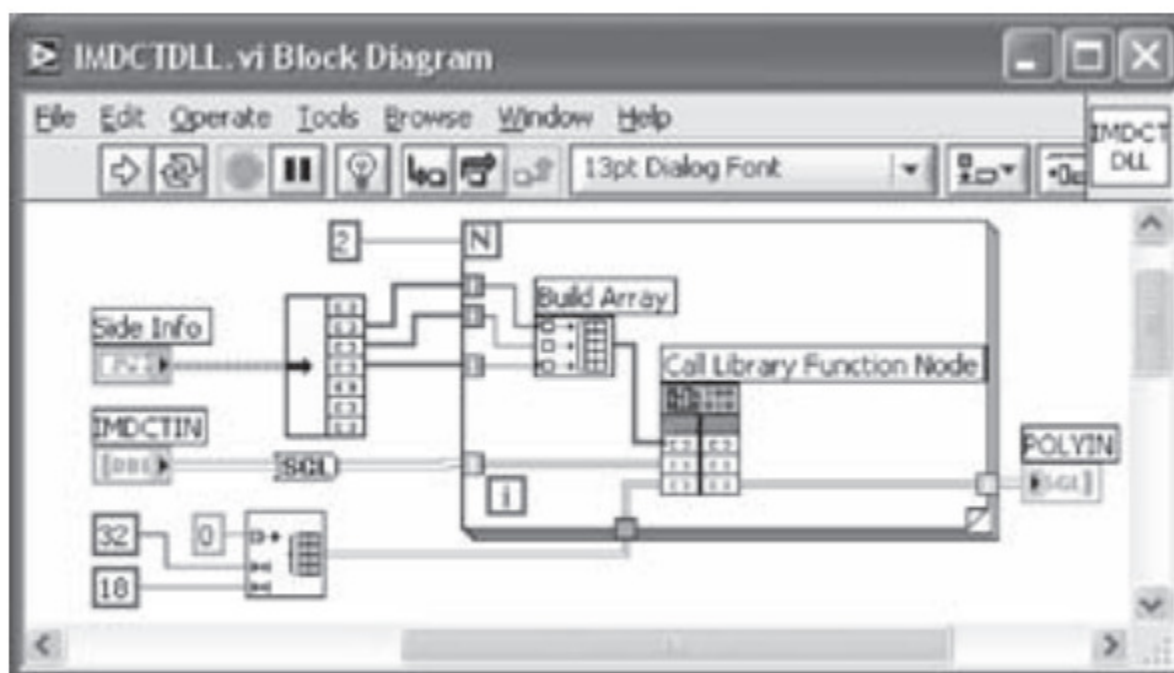 IMDCTDLL.vi Block Diagram
File Edit Operate Tools Browse Window Help
IMDCT
DLL
13pt Dialog Font
2
N
Side Info
Build Array
Call Library Function Node
IMDCTIN
SGL
POLYIN
SGL
i
32
0
18